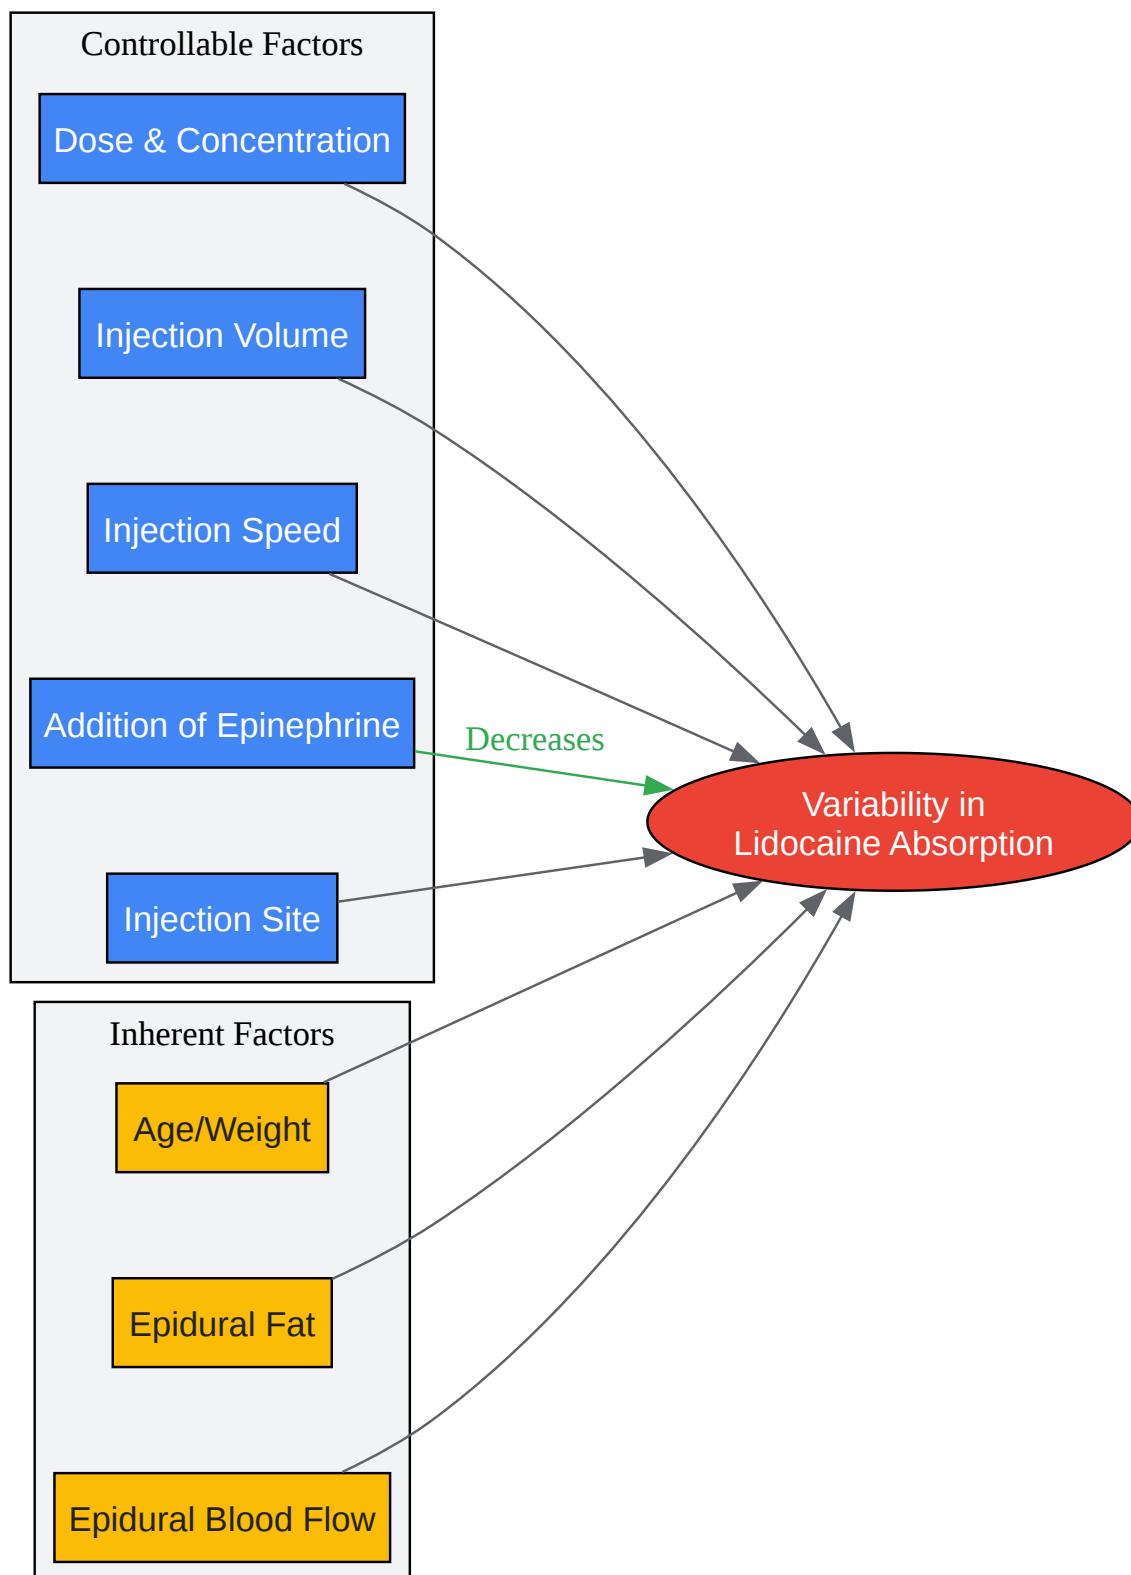 Controllable Factors
Dose & Concentration
Injection Volume
Injection Speed
Addition of Epinephrine
Decreases
Variability in
Lidocaine Absorption
Injection Site
Inherent Factors
Age/Weight
Epidural Fat
Epidural Blood Flow